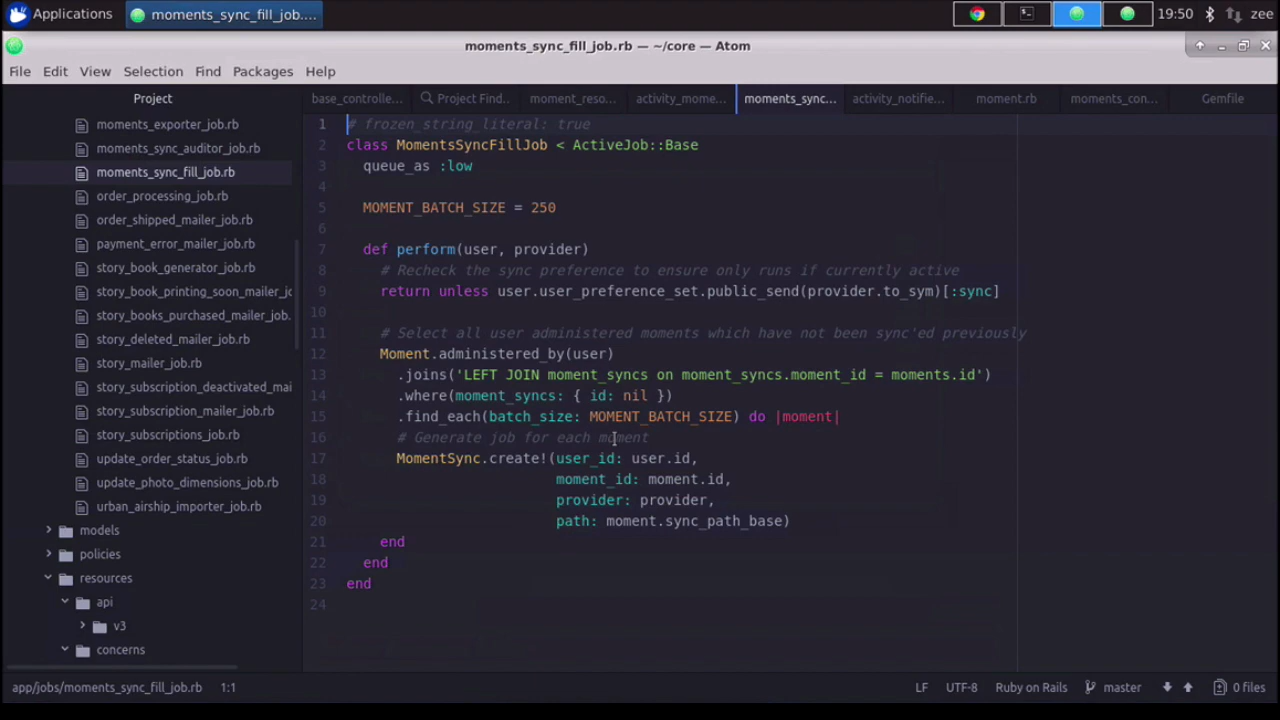 Applications
moments_sync_fill_job.rb....
19:50
zee
moments_sync_fill_job.rb — ~/core — Atom
File Edit View Selection Find Packages Help
Project
base_controlle... Project Find.. moment_reso... activity_mome... moments_sync... activity_notifie... moment.rb moments_con... Gemfile
moments_exporter_job.rb
moments_sync_auditor_job.rb
moments_sync_fill_job.rb
order_processing_job.rb
order_shipped_mailer_job.rb
payment_error_mailer_job.rb
story_book_generator_job.rb
story_book_printing_soon_mailer_jo
story_books_purchased_mailer_job.
story_deleted_mailer_job.rb
story_mailer_job.rb
story_subscription_deactivated_mai
story_subscription_mailer_job.rb
story_subscriptions_job.rb
update_order_status_job.rb
update_photo_dimensions_job.rb
urban_airship_importer_job.rb
models
policies
resources
api
v3
concerns
1 # frozen_string_literal: true
2 class MomentsSyncFillJob < ActiveJob::Base
3   queue_as :low
4
5   MOMENT_BATCH_SIZE = 250
6
7   def perform(user, provider)
8     # Recheck the sync preference to ensure only runs if currently active
9     return unless user.user_preference_set.public_send(provider.to_sym)[:sync]
10
11     # Select all user administered moments which have not been sync'ed previously
12     Moment.administered_by(user)
13       .joins('LEFT JOIN moment_syncs on moment_syncs.moment_id = moments.id')
14       .where(moment_syncs: { id: nil })
15       .find_each(batch_size: MOMENT_BATCH_SIZE) do |moment|
16       # Generate job for each moment
17       MomentSync.create!(user_id: user.id,
18                          moment_id: moment.id,
19                          provider: provider,
20                          path: moment.sync_path_base)
21     end
22   end
23 end
24
app/jobs/moments_sync_fill_job.rb 1:1
LF UTF-8 Ruby on Rails master 0 files